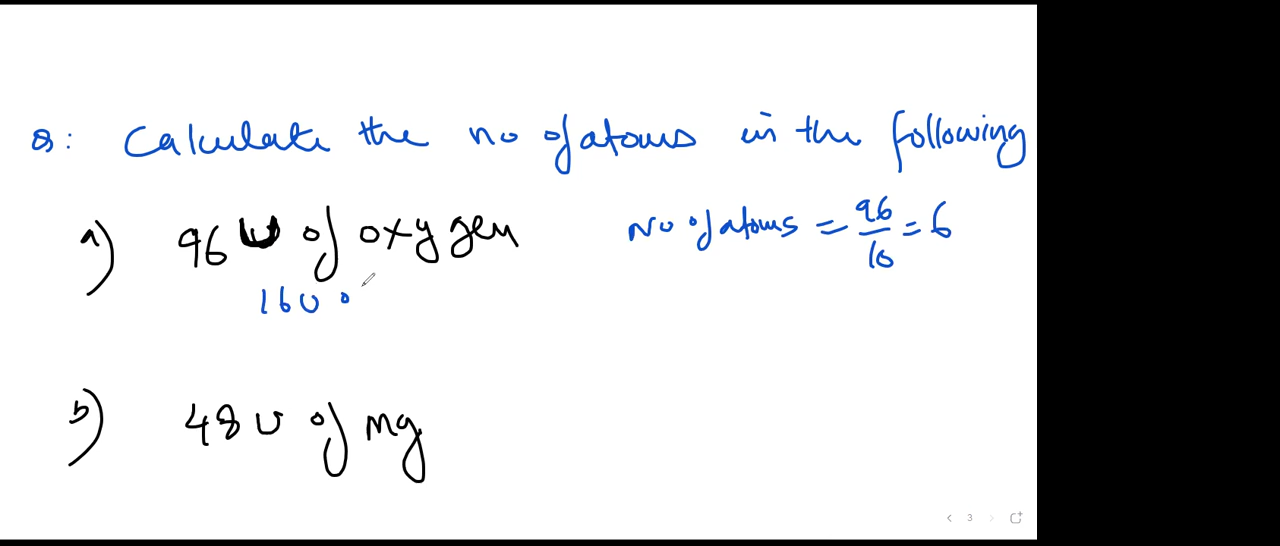 Q: Calculate the no of atoms in the following
a) 96 U of oxygen No of atoms = 96/16 = 6
16U
b) 48 U of mg
3